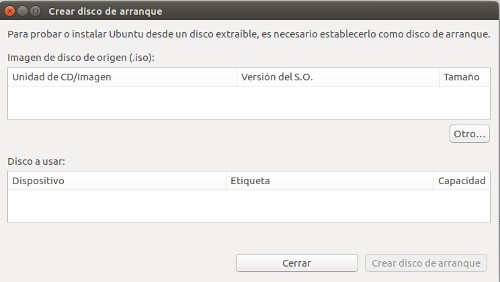 Crear disco de arranque
Para probar o instalar Ubuntu desde un disco extraíble, es necesario establecerlo como disco de arranque.
Imagen de disco de origen (.iso):
Unidad de CD/Imagen Versión del S.O. Tamaño
Otro...
Disco a usar:
Dispositivo Etiqueta Capacidad
Cerrar Crear disco de arranque